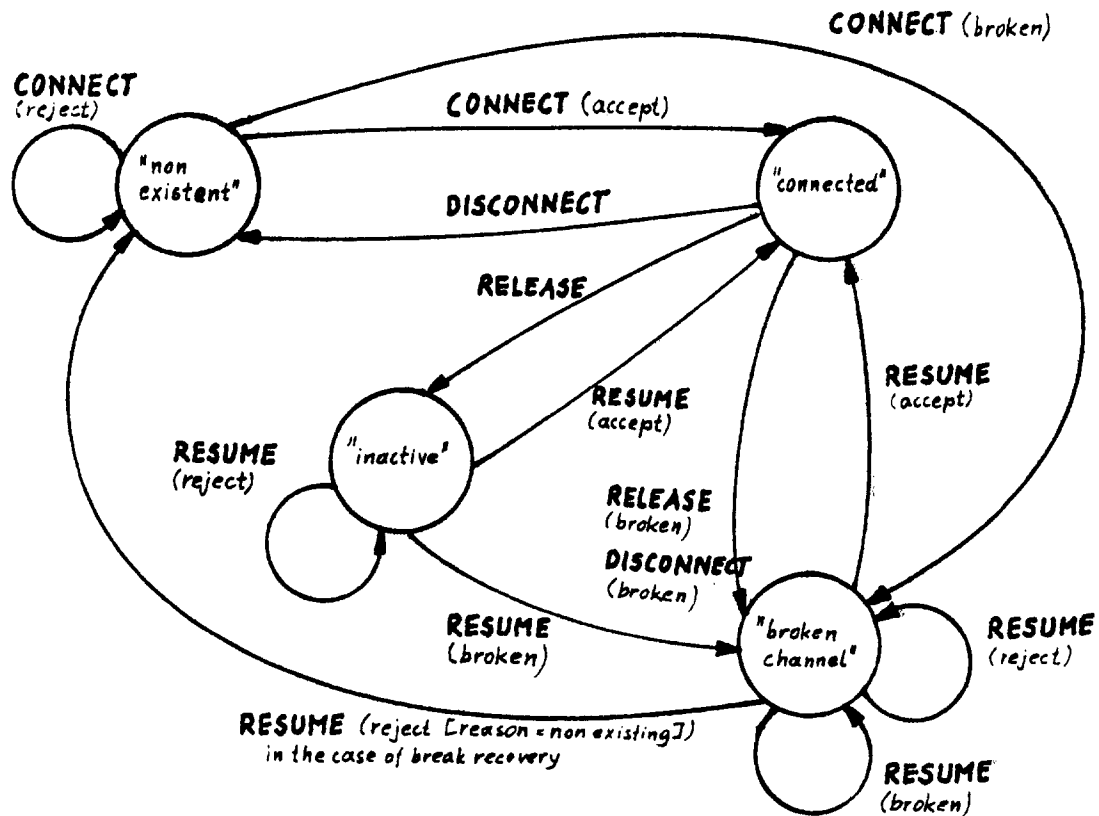 CONNECT (broken)
CONNECT
(reject)
CONNECT (accept)
"non
existent"
"connected"
DISCONNECT
RELEASE
RESUME
(accept)
RESUME
(accept)
"inactive"
RESUME
(reject)
RELEASE
(broken)
DISCONNECT
(broken)
RESUME
(broken)
"broken
channel"
RESUME
(reject)
RESUME (reject [reason = non existing])
in the case of break recovery
RESUME
(broken)